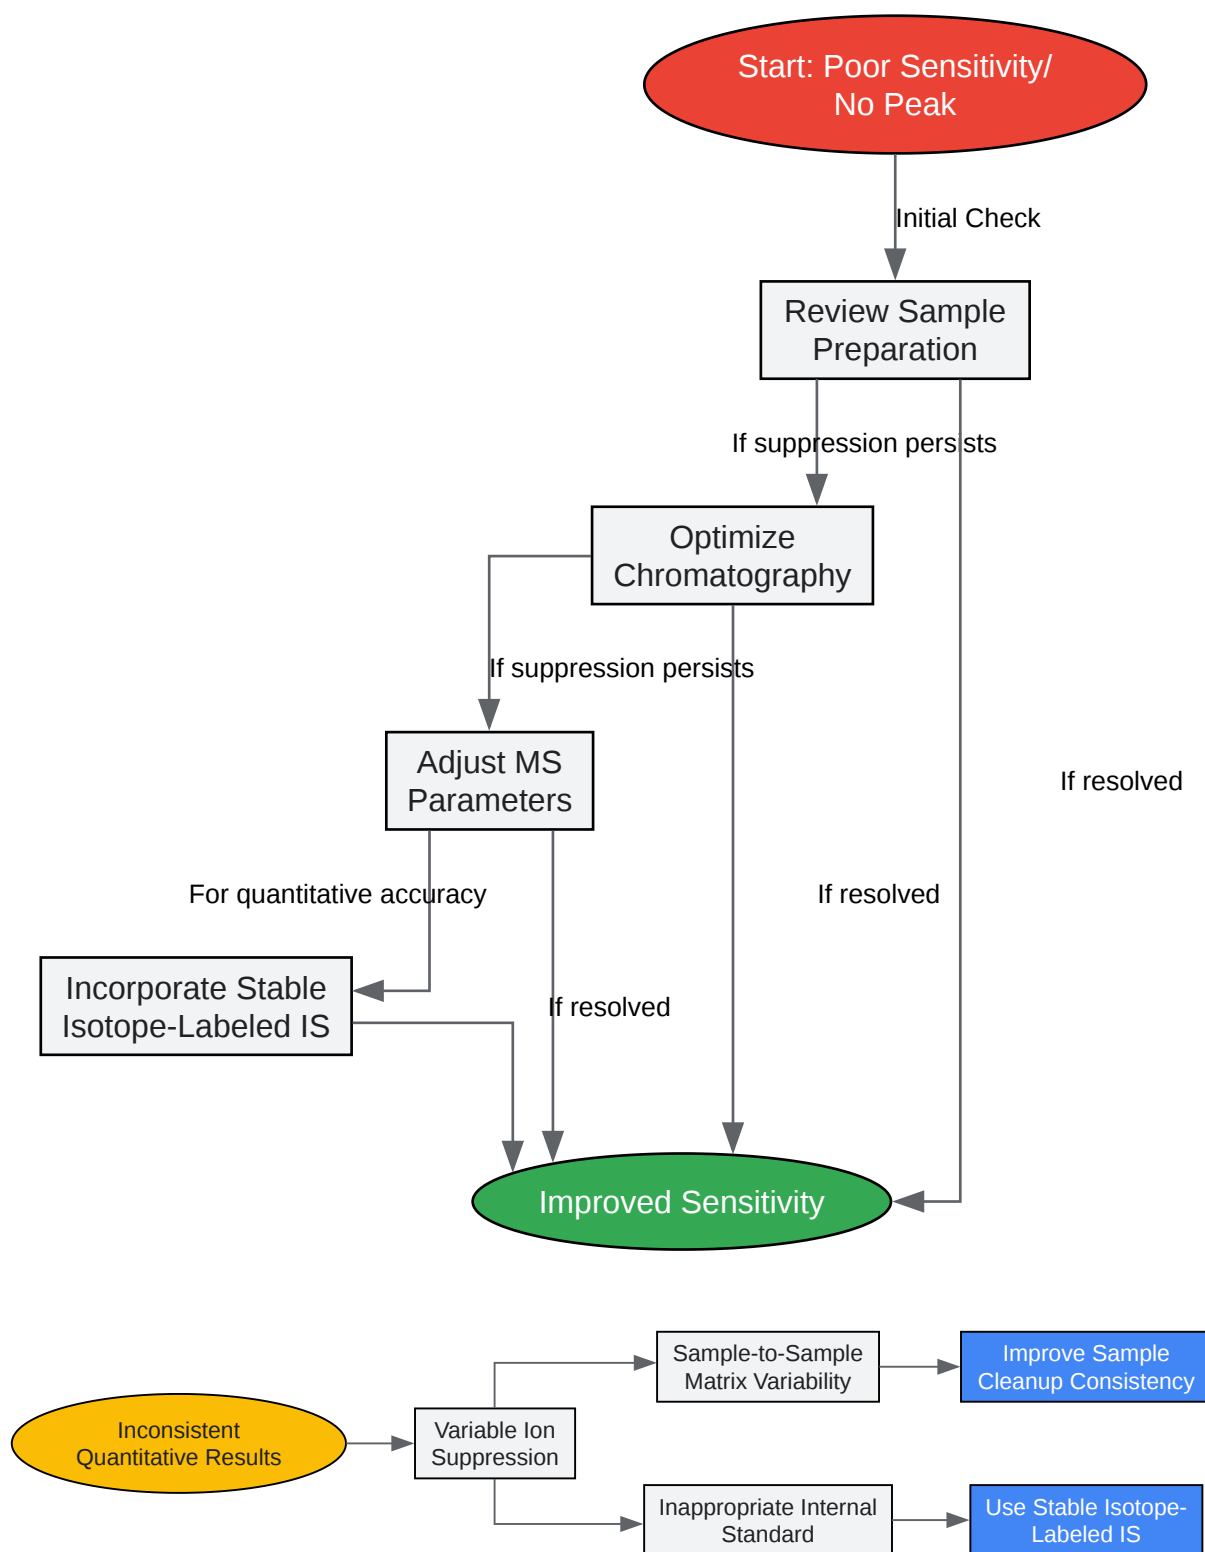 Start: Poor Sensitivity/
No Peak
Initial Check
Review Sample
Preparation
If suppression persists
Optimize
Chromatography
If suppression persists
Adjust MS
Parameters
If resolved
For quantitative accuracy
If resolved
Incorporate Stable
Isotope-Labeled IS
If resolved
Improved Sensitivity
Sample-to-Sample
Matrix Variability
Improve Sample
Cleanup Consistency
Inconsistent
Quantitative Results
Variable Ion
Suppression
Inappropriate Internal
Standard
Use Stable Isotope-
Labeled IS